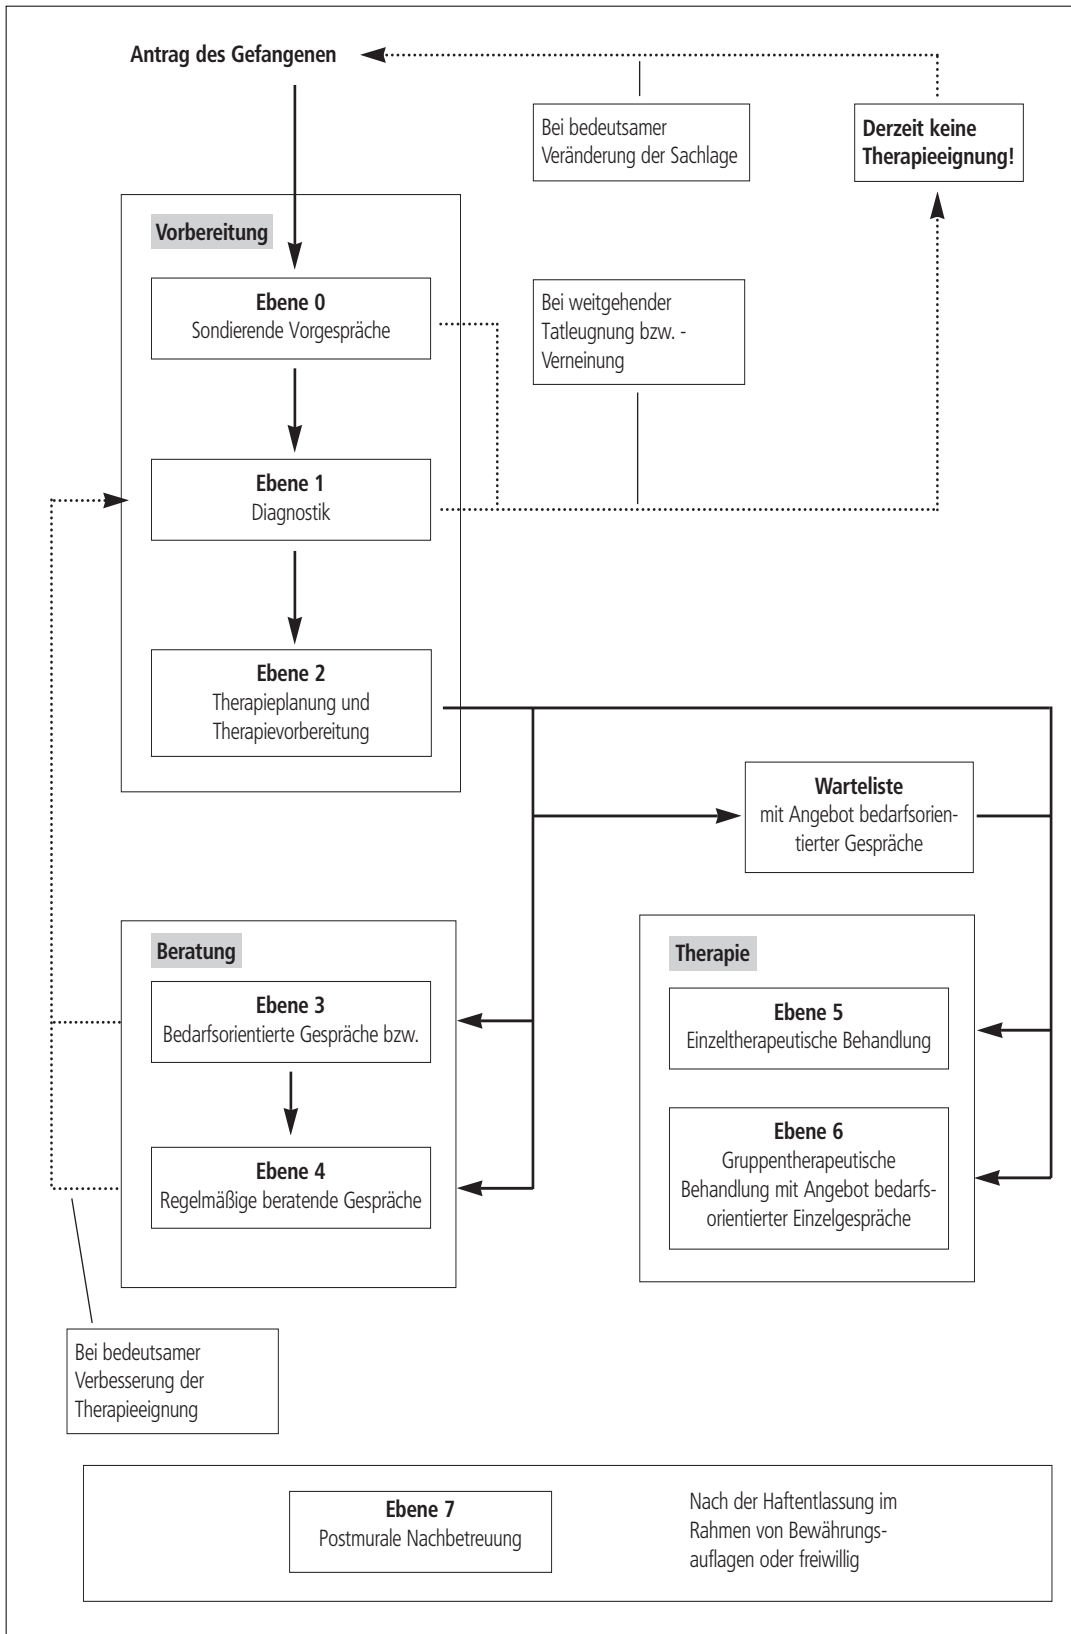 Antrag des Gefangenen
Bei bedeutsamer
Veränderung der Sachlage
Derzeit keine
Therapieeignung!
Vorbereitung
Ebene 0
Sondierende Vorgespräche
Bei weitgehender
Tatleugnung bzw. -
Verneinung
Ebene 1
Diagnostik
Ebene 2
Therapieplanung und
Therapievorbereitung
Warteliste
mit Angebot bedarfsorien-
tierter Gespräche
Beratung
Ebene 3
Bedarfsorientierte Gespräche bzw.
Ebene 4
Regelmäßige beratende Gespräche
Therapie
Ebene 5
Einzeltherapeutische Behandlung
Ebene 6
Gruppentherapeutische
Behandlung mit Angebot bedarfs-
orientierter Einzelgespräche
Bei bedeutsamer
Verbesserung der
Therapieeignung
Ebene 7
Postmurale Nachbetreuung
Nach der Haftentlassung im
Rahmen von Bewährungs-
auflagen oder freiwillig